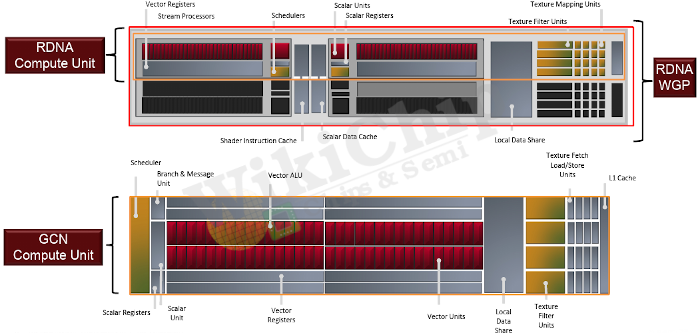 Vector Registers
Stream Processors
Schedulers
Scalar Units
Scalar Registers
Texture Mapping Units
Texture Filter Units
RDNA
Compute Unit
RDNA
WGP
Shader Instruction Cache
Scalar Data Cache
Local Data Share
WikiChip
Chips & Semi
Scheduler
Branch & Message
Unit
Vector ALU
Texture Fetch
Load/Store
Units
L1 Cache
GCN
Compute Unit
Scalar Registers
Scalar
Unit
Vector
Registers
Vector Units
Local
Data
Share
Texture
Filter
Units